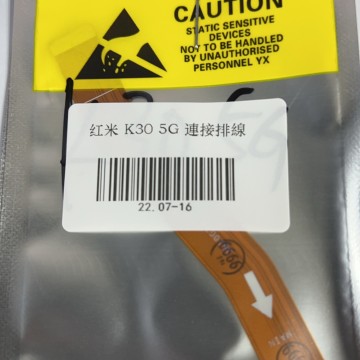 CAUTION
STATIC SENSITIVE
DEVICES
NOT TO BE HANDLED
BY UNAUTHORISED
PERSONNEL YX
红米 K30 5G 連接排線
22.07-16